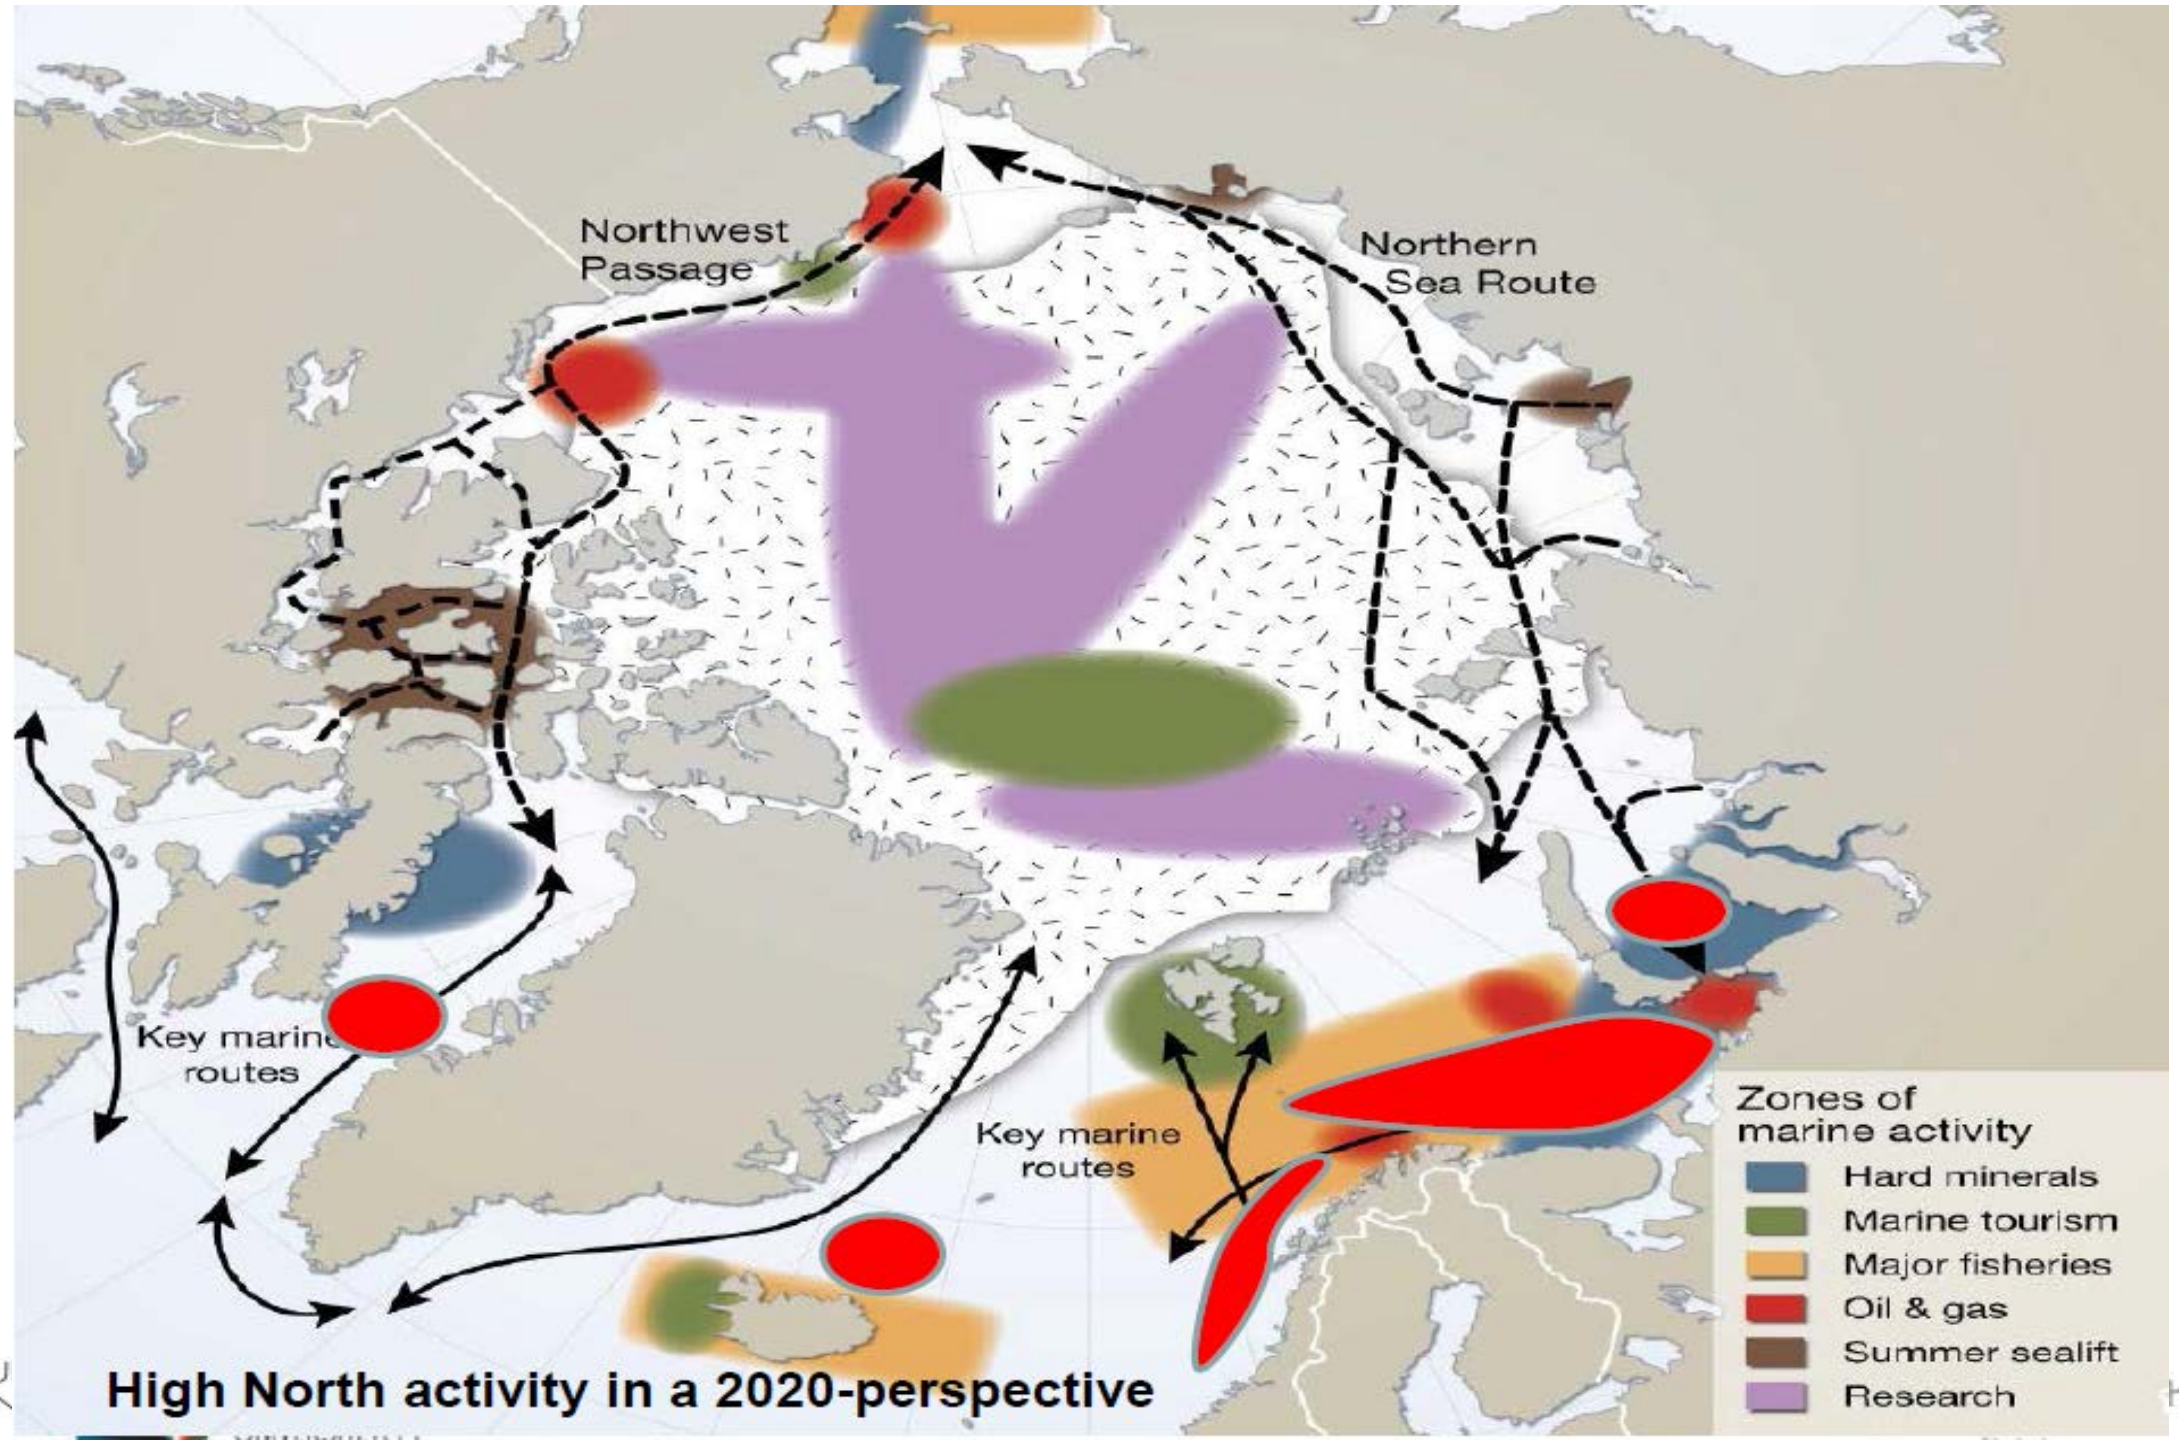 Northwest
Passage
Northern
Sea Route
Key marine
routes
Key marine
routes
Zones of
marine activity
Hard minerals
Marine tourism
Major fisheries
Oil & gas
Summer sealift
Research
High North activity in a 2020-perspective